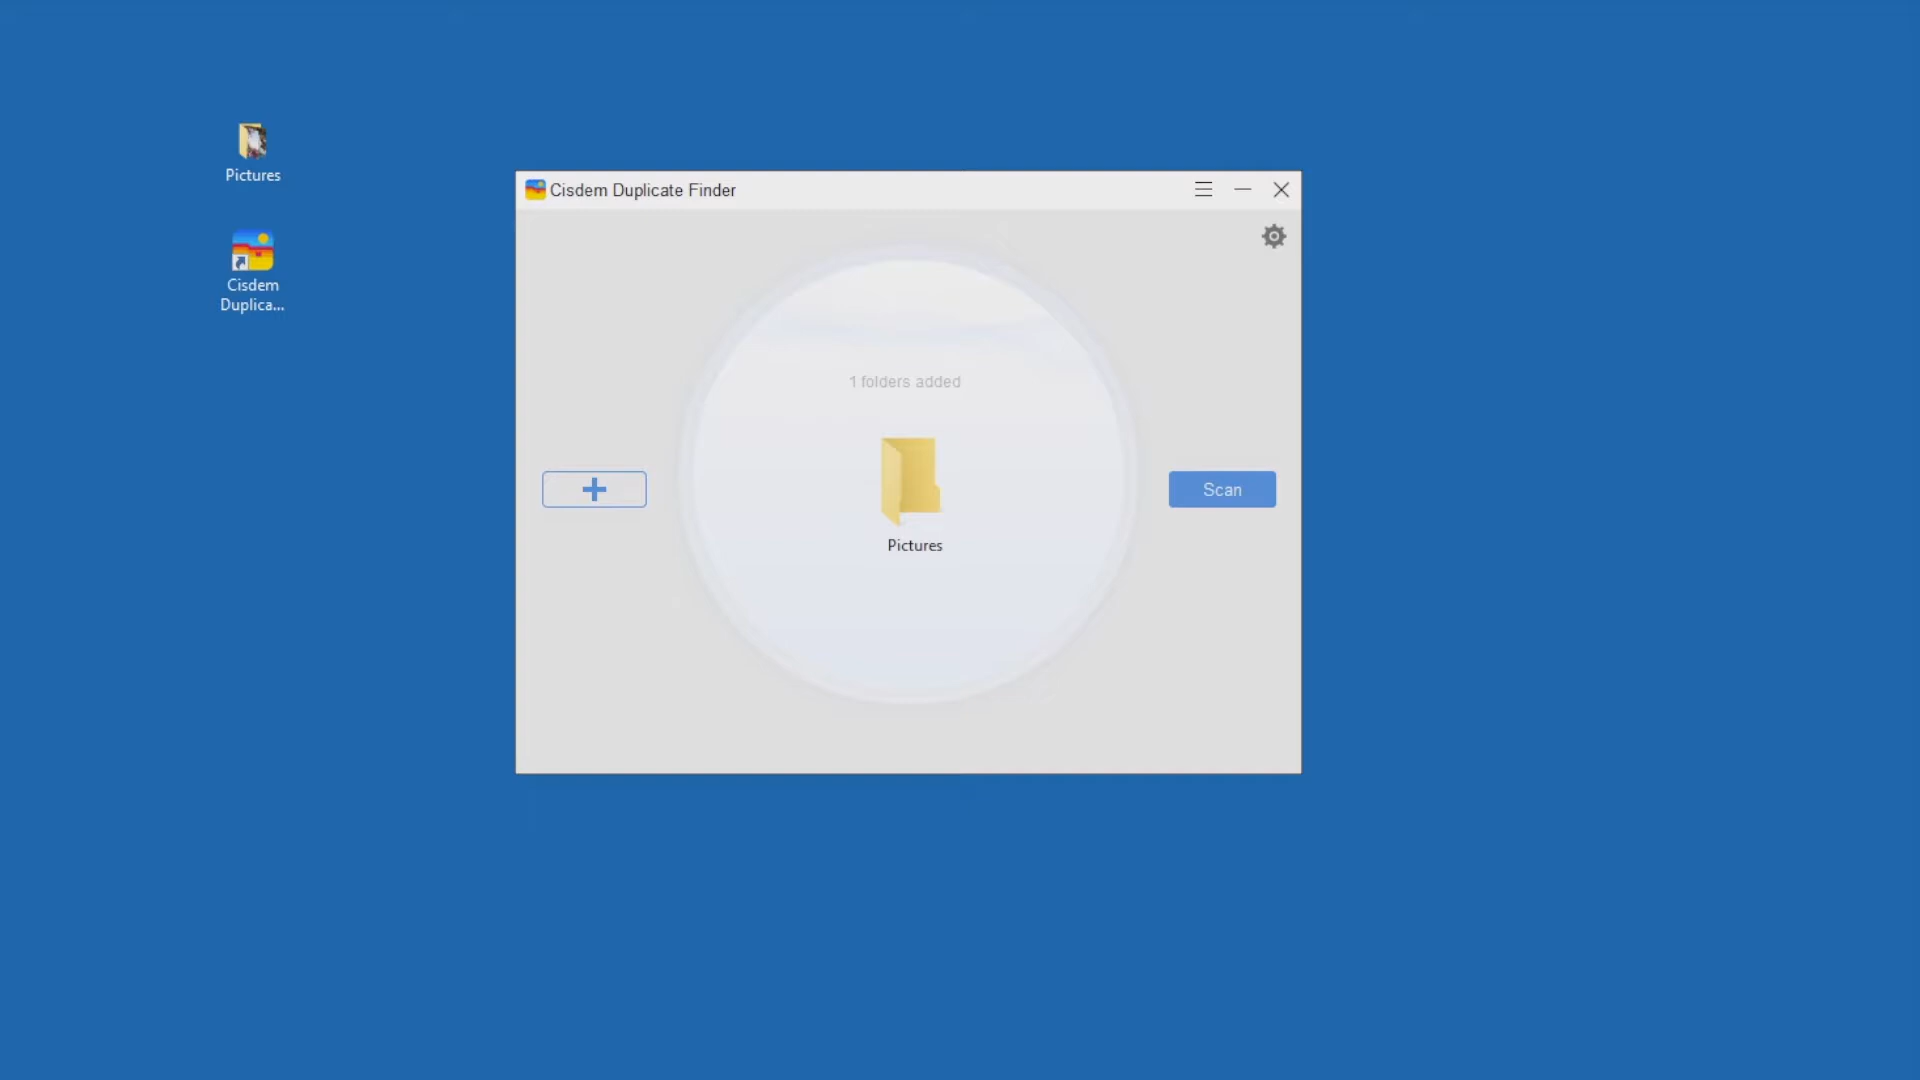 Pictures
Cisdem
Duplica...
Cisdem Duplicate Finder
1 folders added
Pictures
Scan